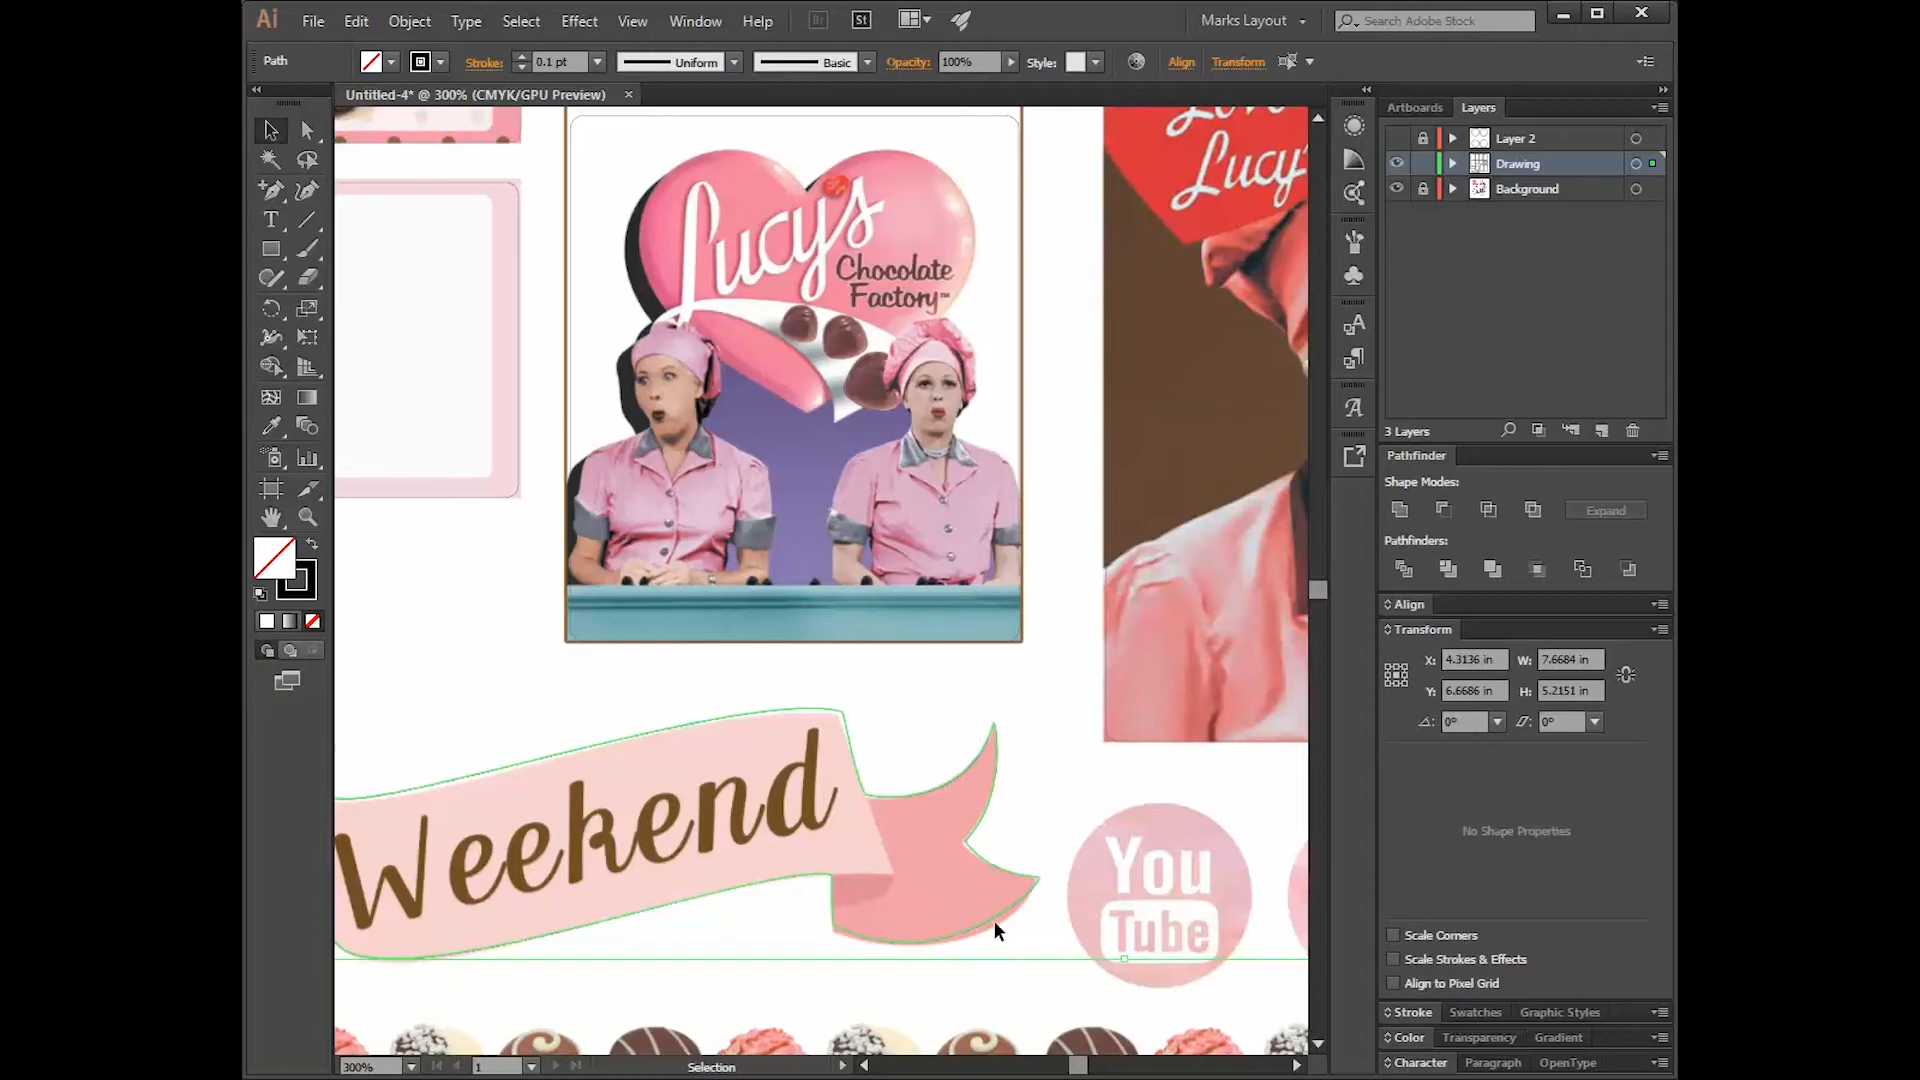 Ai File Edit Object Type Select Effect View Window Help Br St Marks Layout Search Adobe Stock
Path Stroke: 0.1 pt Uniform Basic Opacity: 100% Style: Align Transform
Untitled-4* @ 300% (CMYK/GPU Preview)
Artboards Layers
Layer 2
Drawing
Background
3 Layers
Pathfinder
Shape Modes:
Expand
Pathfinders:
Align
Transform
X: 4.3136 in W: 7.6684 in
Y: 6.6686 in H: 5.2151 in
0° 0°
No Shape Properties
Scale Corners
Scale Strokes & Effects
Align to Pixel Grid
Stroke Swatches Graphic Styles
Color Transparency Gradient
Character Paragraph OpenType
Lucy's
Chocolate
Factory™
Lucy's
Weekend
You
Tube
300% 1 Selection